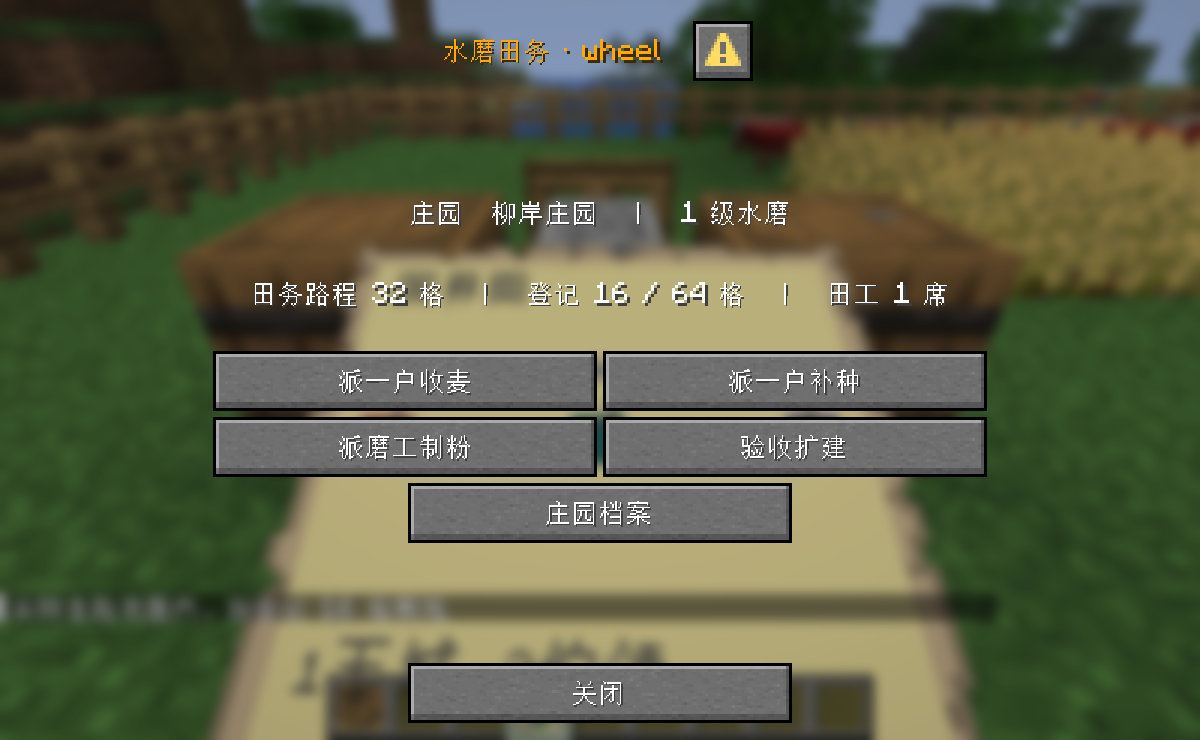 水磨田务 · wheel
庄园 柳岸庄园 | 1 级水磨
田务路程 32 格 | 登记 16 / 64 格 | 田工 1 席
派一户收麦 派一户补种
派磨工制粉 验收扩建
庄园档案
关闭